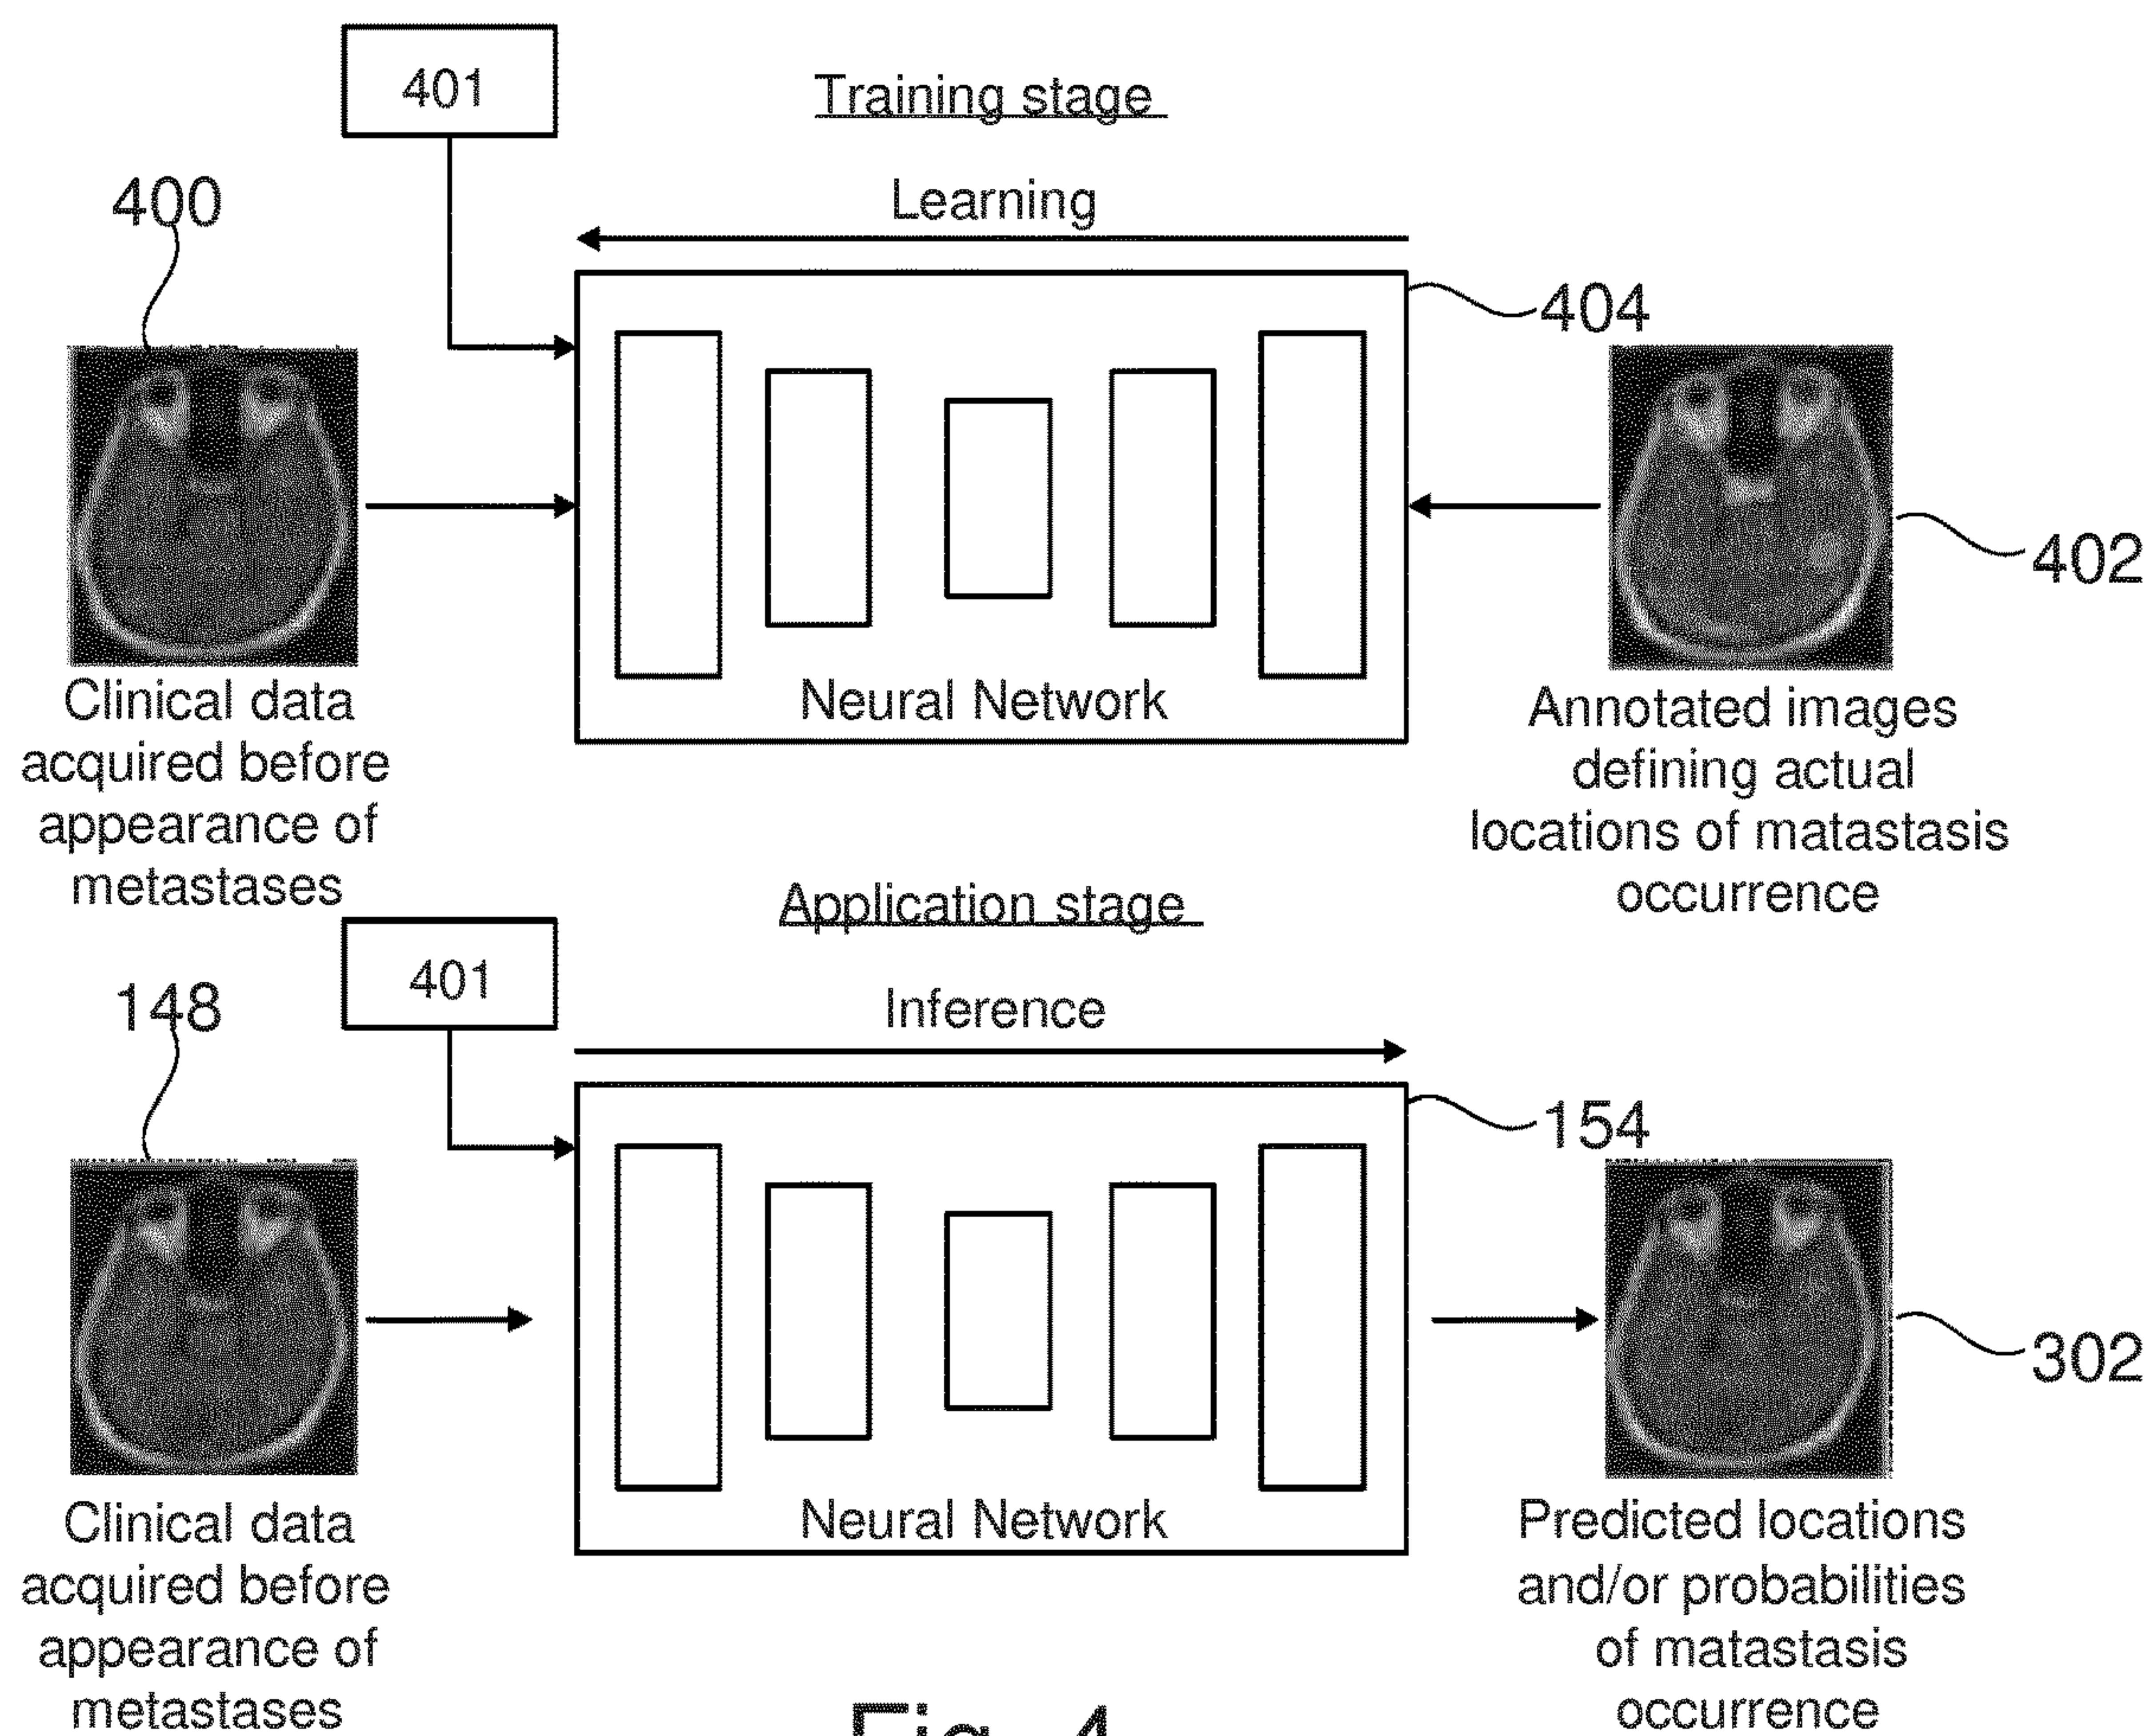 401
Training stage
400
Learning
404
402
Neural Network
Clinical data
acquired before
appearance of
metastases
Annotated images
defining actual
locations of matastasis
occurrence
Application stage
401
148
Inference
154
302
Neural Network
Clinical data
acquired before
appearance of
metastases
Predicted locations
and/or probabilities
of matastasis
occurrence
Fig. 4